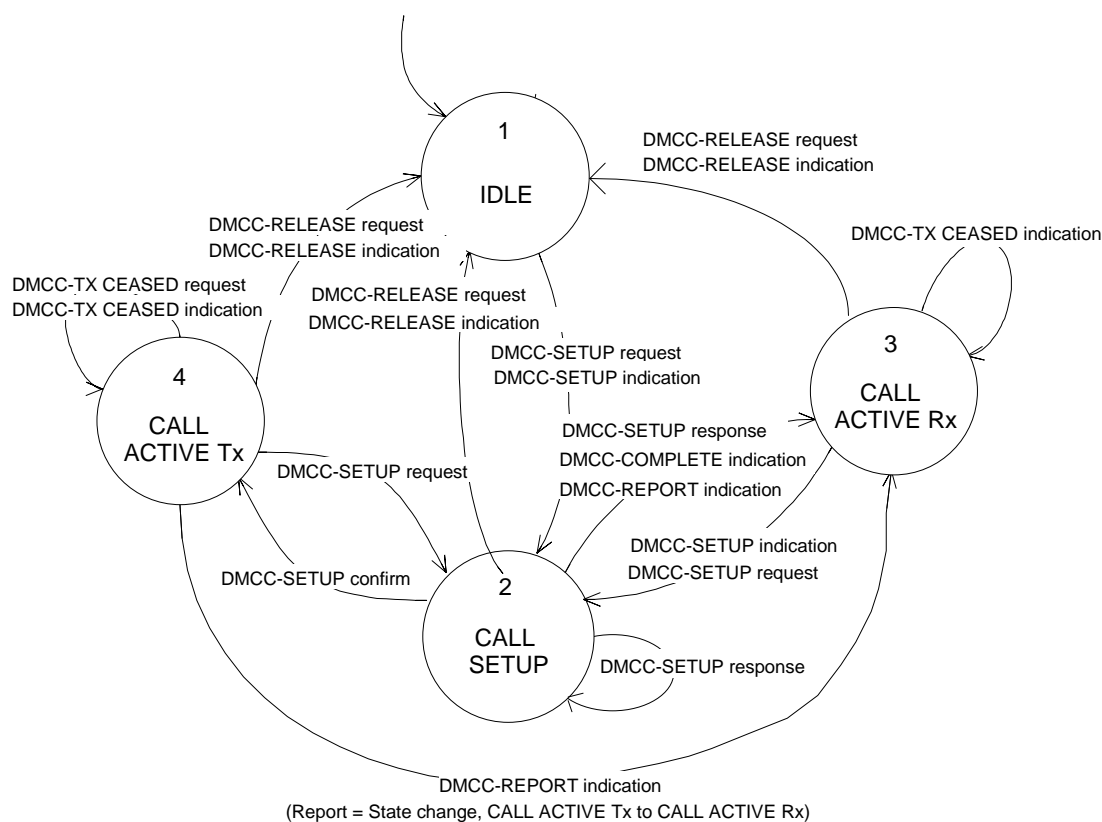 1
IDLE
DMCC-RELEASE request
DMCC-RELEASE indication
DMCC-RELEASE request
DMCC-RELEASE indication
DMCC-TX CEASED indication
DMCC-TX CEASED request
DMCC-TX CEASED indication
DMCC-RELEASE request
DMCC-RELEASE indication
DMCC-SETUP request
DMCC-SETUP indication
3
CALL
ACTIVE Rx
4
CALL
ACTIVE Tx
DMCC-SETUP response
DMCC-COMPLETE indication
DMCC-REPORT indication
DMCC-SETUP request
DMCC-SETUP indication
DMCC-SETUP request
DMCC-SETUP confirm
2
CALL
SETUP
DMCC-SETUP response
DMCC-REPORT indication
(Report = State change, CALL ACTIVE Tx to CALL ACTIVE Rx)